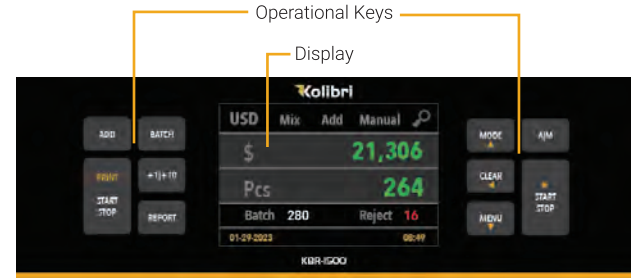 Operational Keys
Display
Kolibri
USD Mix Add Manual
$ 21,306
Pcs 264
Batch 280 Reject 16
01-29-2023 08:49
ADD BATCH
PRINT
START
STOP
+1/+10
REPORT
MODE A/M
CLEAR
MENU
START
STOP
KBR-1500